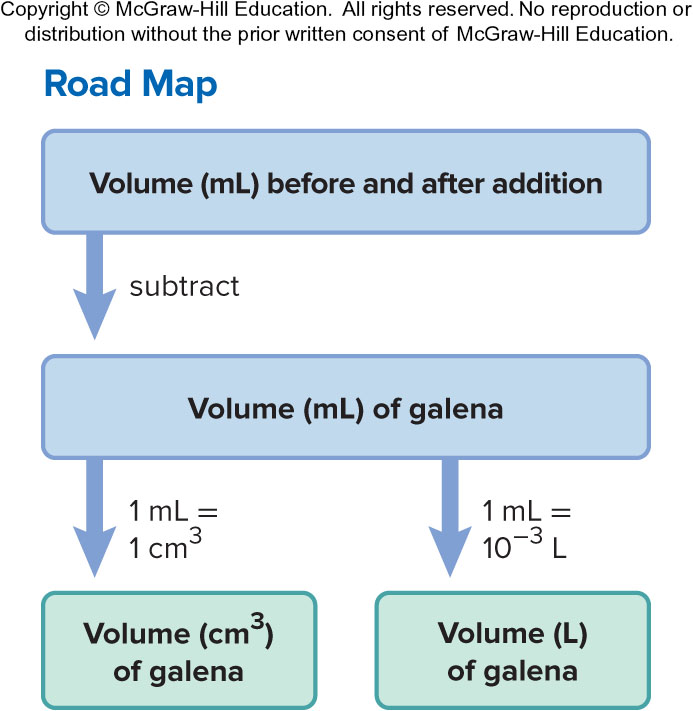 Copyright © McGraw-Hill Education. All rights reserved. No reproduction or
distribution without the prior written consent of McGraw-Hill Education.
Road Map
Volume (mL) before and after addition
subtract
Volume (mL) of galena
1 mL =
1 cm³
1 mL =
10⁻³ L
Volume (cm³)
of galena
Volume (L)
of galena